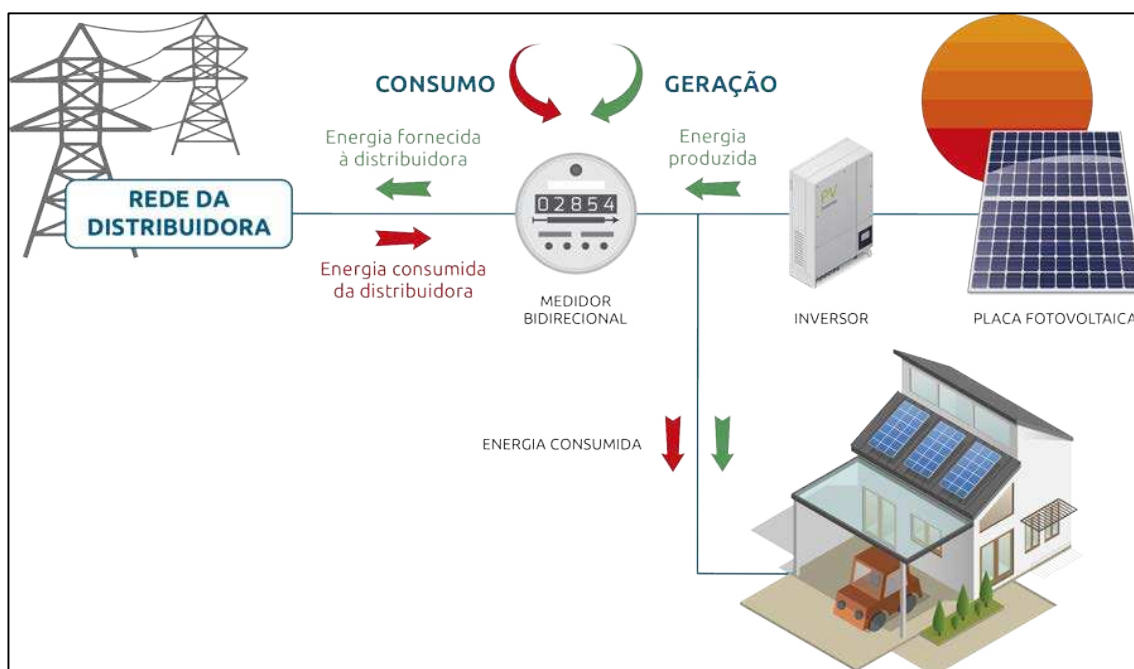 CONSUMO
GERAÇÃO
Energia fornecida
à distribuidora
Energia
produzida
REDE DA
DISTRIBUIDORA
02854
pv
Energia consumida
da distribuidora
MEDIDOR
BIDIRECIONAL
INVERSOR
PLACA FOTOVOLTAICA
ENERGIA CONSUMIDA